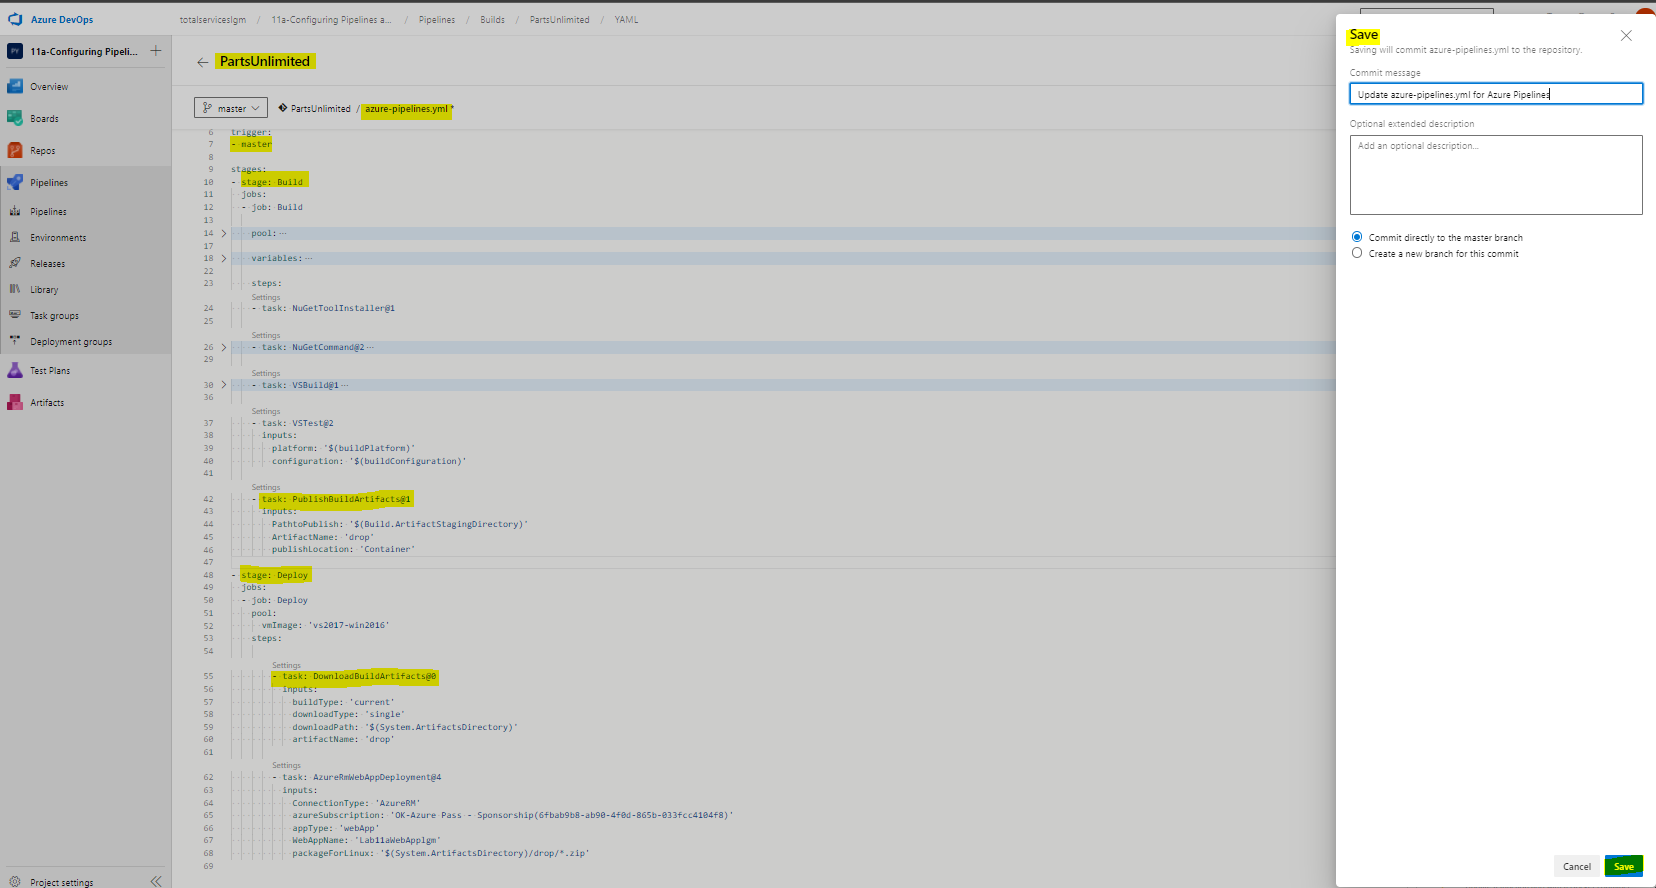 Azure DevOps
totalserviceslgm / 11a-Configuring Pipelines a... / Pipelines / Builds / PartsUnlimited / YAML
11a-Configuring Pipeli...
Overview
Boards
Repos
Pipelines
Pipelines
Environments
Releases
Library
Task groups
Deployment groups
Test Plans
Artifacts
Project settings
PartsUnlimited
master
PartsUnlimited / azure-pipelines.yml *
6 trigger:
7 - master
8
9 stages:
10 - stage: Build
11 jobs:
12 - job: Build
13
14 pool: ...
17
18 variables: ...
22
23 steps:
Settings
24 - task: NuGetToolInstaller@1
25
Settings
26 - task: NuGetCommand@2 ...
29
Settings
30 - task: VSBuild@1 ...
36
Settings
37 - task: VSTest@2
38 inputs:
39 platform: '$(buildPlatform)'
40 configuration: '$(buildConfiguration)'
41
Settings
42 - task: PublishBuildArtifacts@1
43 inputs:
44 PathtoPublish: '$(Build.ArtifactStagingDirectory)'
45 ArtifactName: 'drop'
46 publishLocation: 'Container'
47
48 - stage: Deploy
49 jobs:
50 - job: Deploy
51 pool:
52 vmImage: 'vs2017-win2016'
53 steps:
54
Settings
55 - task: DownloadBuildArtifacts@0
56 inputs:
57 buildType: 'current'
58 downloadType: 'single'
59 downloadPath: '$(System.ArtifactsDirectory)'
60 artifactName: 'drop'
61
Settings
62 - task: AzureRmWebAppDeployment@4
63 inputs:
64 ConnectionType: 'AzureRM'
65 azureSubscription: 'OK-Azure Pass - Sponsorship(6fbab9b8-ab90-4f0d-865b-033fcc4104f8)'
66 appType: 'webApp'
67 WebAppName: 'Lab11aWebApplgm'
68 packageForLinux: '$(System.ArtifactsDirectory)/drop/*.zip'
69
Save
Saving will commit azure-pipelines.yml to the repository.
Commit message
Update azure-pipelines.yml for Azure Pipelines
Optional extended description
Add an optional description...
Commit directly to the master branch
Create a new branch for this commit
Cancel
Save